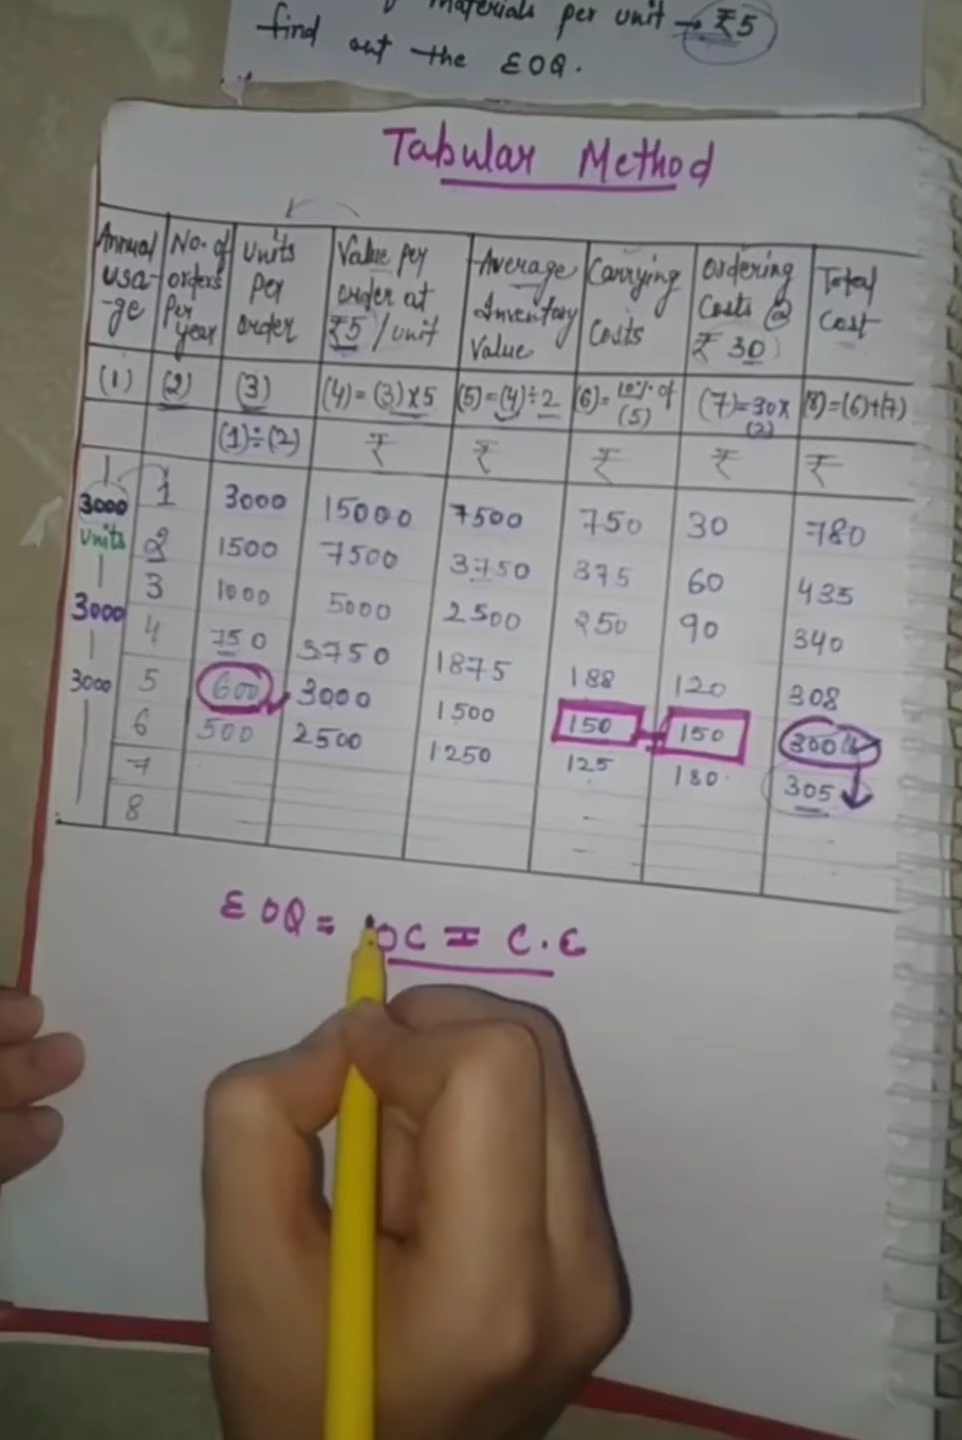 materials per unit → ₹5
find out the EOQ.
Tabular Method
Annual usa-ge No. of orders Per year Units Per order Value per order at ₹5/unit Average Inventory Value Carrying Costs Ordering Costs @ ₹ 30 Total Cost
(1) (2) (3) (4)=(3)×5 (5)=(4)÷2 (6)=10% of (5) (7)=30×(2) (8)=(6)+(7)
(1)÷(2) ₹ ₹ ₹ ₹ ₹
3000 units 1 3000 15000 7500 750 30 780
2 1500 7500 3750 375 60 435
3000 3 1000 5000 2500 250 90 340
4 750 3750 1875 188 120 308
3000 5 600 3000 1500 150 = 150 300
6 500 2500 1250 125 180 305
7
8
EOQ = OC = C.C